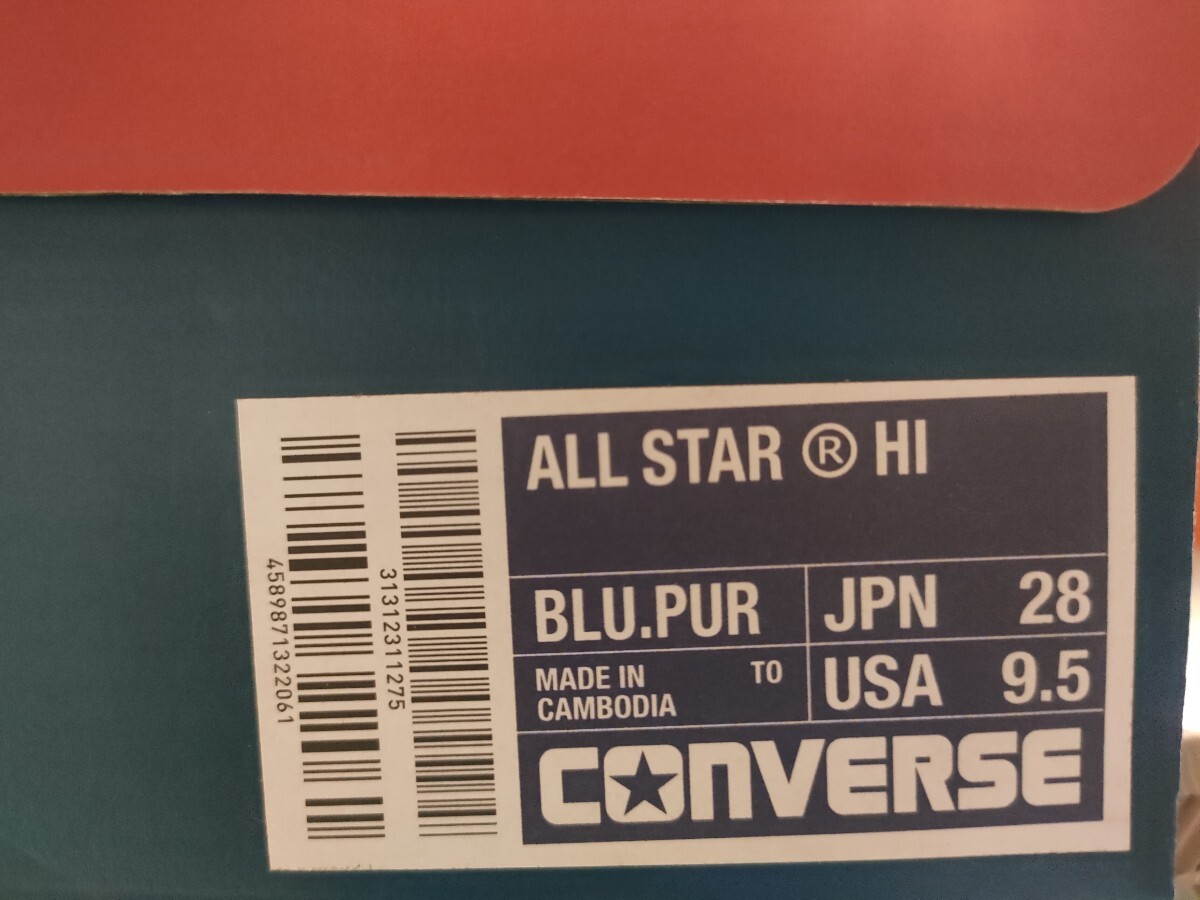 ALL STAR ® HI
BLU.PUR
JPN 28
MADE IN
CAMBODIA
TO
USA 9.5
CONVERSE
4589871322061
31312311275